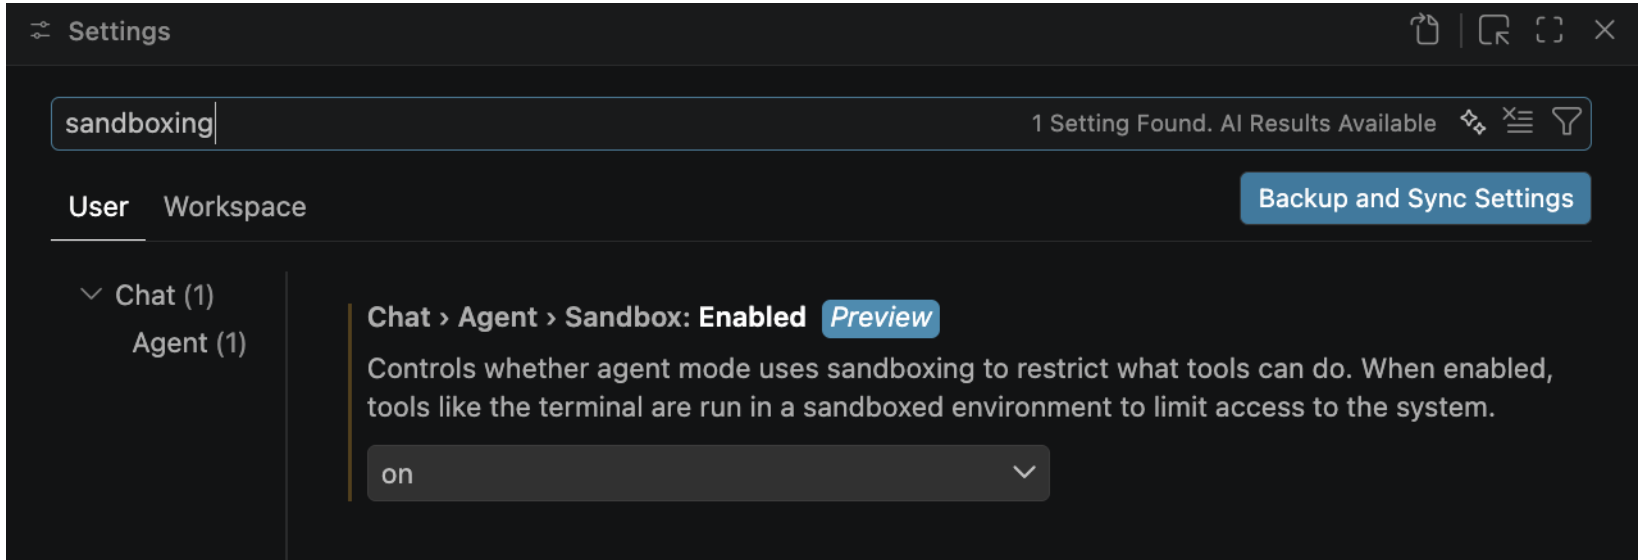 Settings
sandboxing
1 Setting Found. AI Results Available
User
Workspace
Backup and Sync Settings
Chat (1)
Agent (1)
Chat › Agent › Sandbox: Enabled Preview
Controls whether agent mode uses sandboxing to restrict what tools can do. When enabled,
tools like the terminal are run in a sandboxed environment to limit access to the system.
on